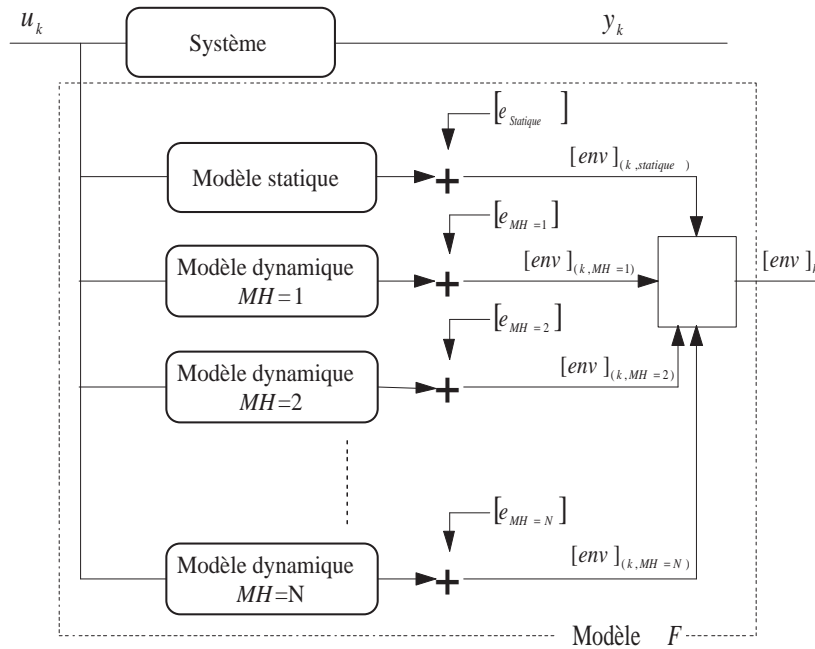 u_k
Système
y_k
[e_Statique ]
[env]_(k,statique )
Modèle statique
[e_MH=1]
Modèle dynamique
MH=1
[env]_(k,MH=1)
[env]
[e_MH=2]
Modèle dynamique
MH=2
[env]_(k,MH=2)
[e_MH=N]
Modèle dynamique
MH=N
[env]_(k,MH=N)
Modèle F